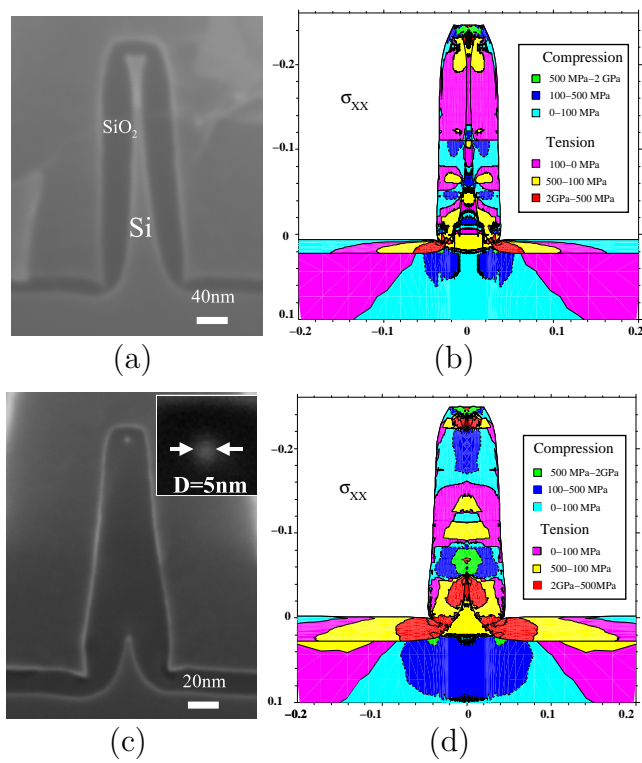 SiO2
Si
40nm
(a)
σXX
Compression
500 MPa−2 GPa
100−500 MPa
0−100 MPa
Tension
100−0 MPa
500−100 MPa
2GPa−500 MPa
−0.2
−0.1
−0.05
0
0.1
−0.2
−0.1
0
0.1
0.2
(b)
D=5nm
20nm
(c)
σXX
Compression
500 MPa−2GPa
100−500 MPa
0−100 MPa
Tension
0−100 MPa
500−100 MPa
2GPa−500MPa
−0.2
−0.1
0
0.1
−0.2
−0.1
0
0.1
0.2
(d)